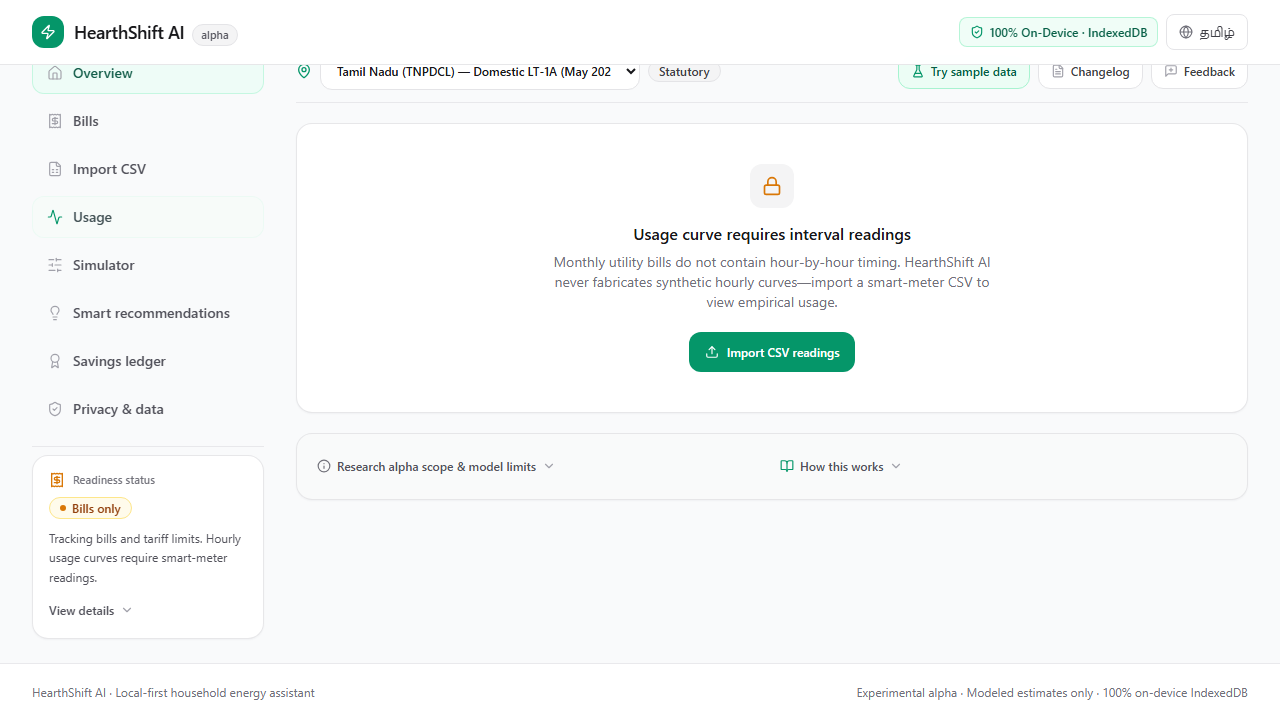 HearthShift AI alpha
100% On-Device · IndexedDB
தமிழ்
Overview
Bills
Import CSV
Usage
Simulator
Smart recommendations
Savings ledger
Privacy & data
Readiness status
Bills only
Tracking bills and tariff limits. Hourly
usage curves require smart-meter
readings.
View details
Tamil Nadu (TNPDCL) — Domestic LT-1A (May 202
Statutory
Try sample data
Changelog
Feedback
Usage curve requires interval readings
Monthly utility bills do not contain hour-by-hour timing. HearthShift AI
never fabricates synthetic hourly curves—import a smart-meter CSV to
view empirical usage.
Import CSV readings
Research alpha scope & model limits
How this works
HearthShift AI · Local-first household energy assistant
Experimental alpha · Modeled estimates only · 100% on-device IndexedDB